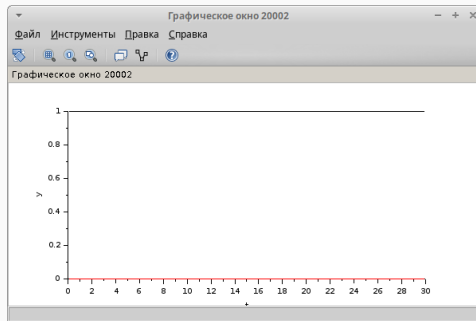 Графическое окно 20002
Файл Инструменты Правка Справка
Графическое окно 20002
1
0.8
0.6
y
0.4
0.2
0
0 2 4 6 8 10 12 14 16 18 20 22 24 26 28 30
t